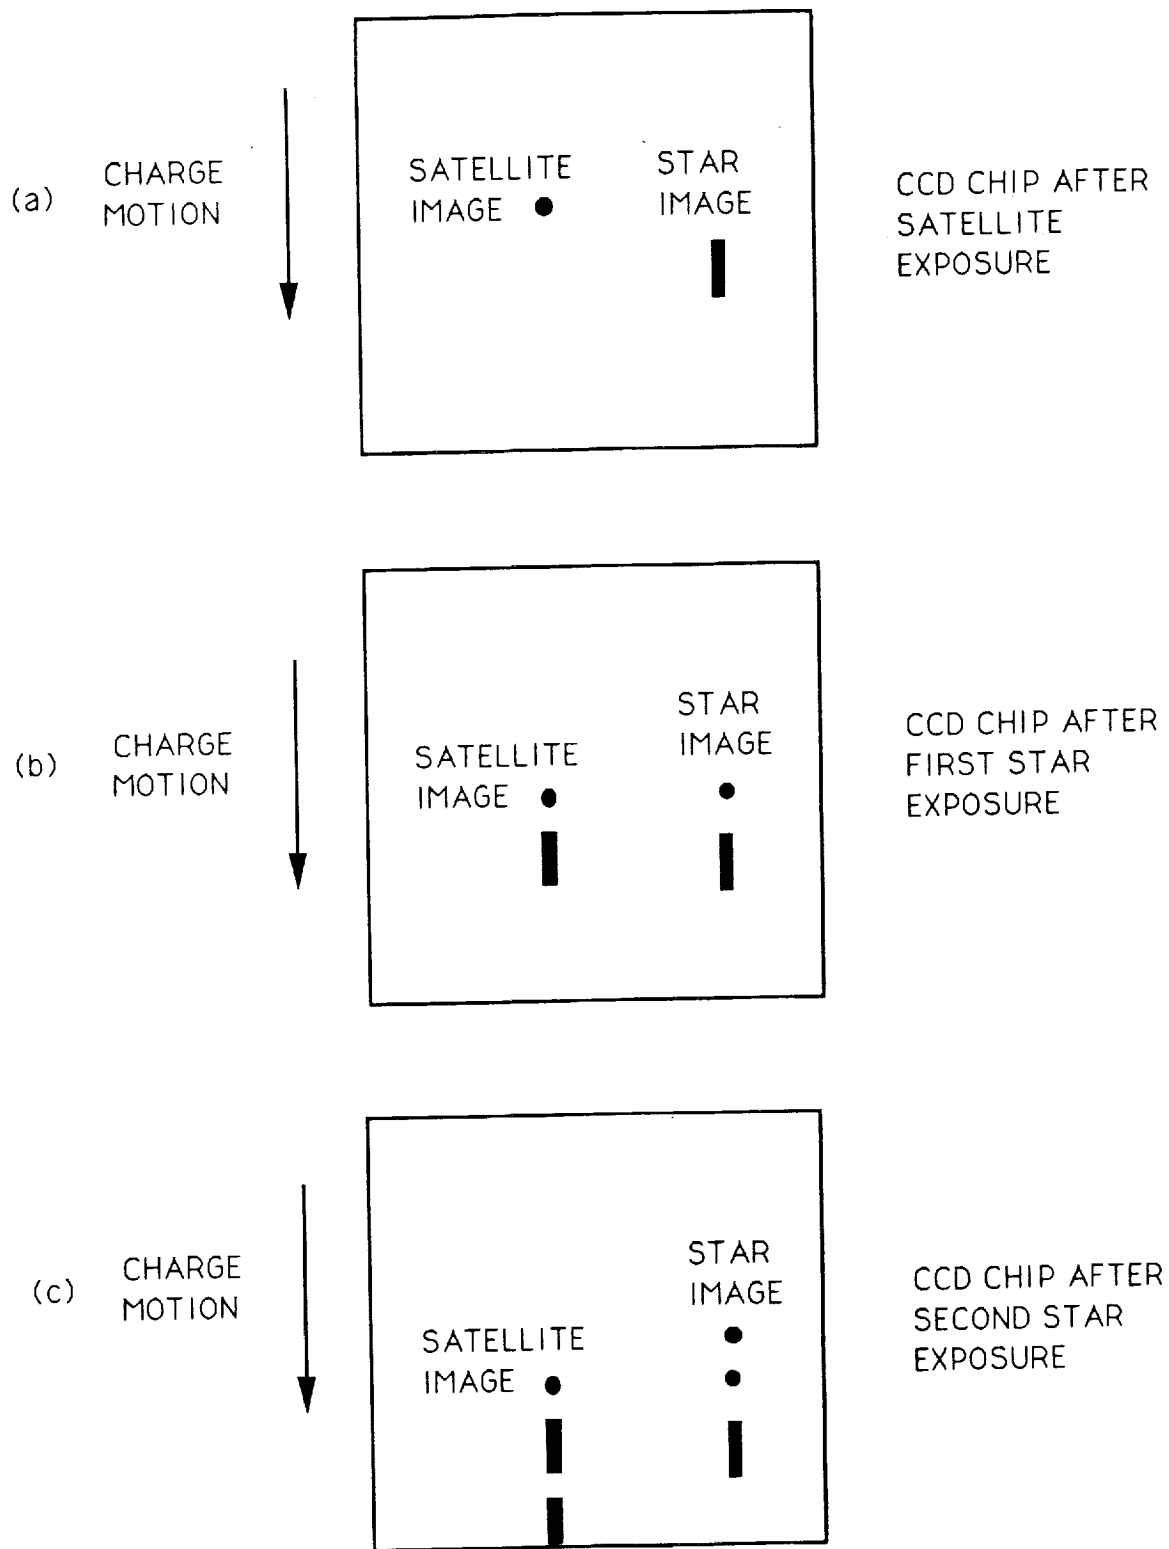 (a)
CHARGE
MOTION
SATELLITE
IMAGE
STAR
IMAGE
CCD CHIP AFTER
SATELLITE
EXPOSURE
(b)
CHARGE
MOTION
SATELLITE
IMAGE
STAR
IMAGE
CCD CHIP AFTER
FIRST STAR
EXPOSURE
(c)
CHARGE
MOTION
SATELLITE
IMAGE
STAR
IMAGE
CCD CHIP AFTER
SECOND STAR
EXPOSURE